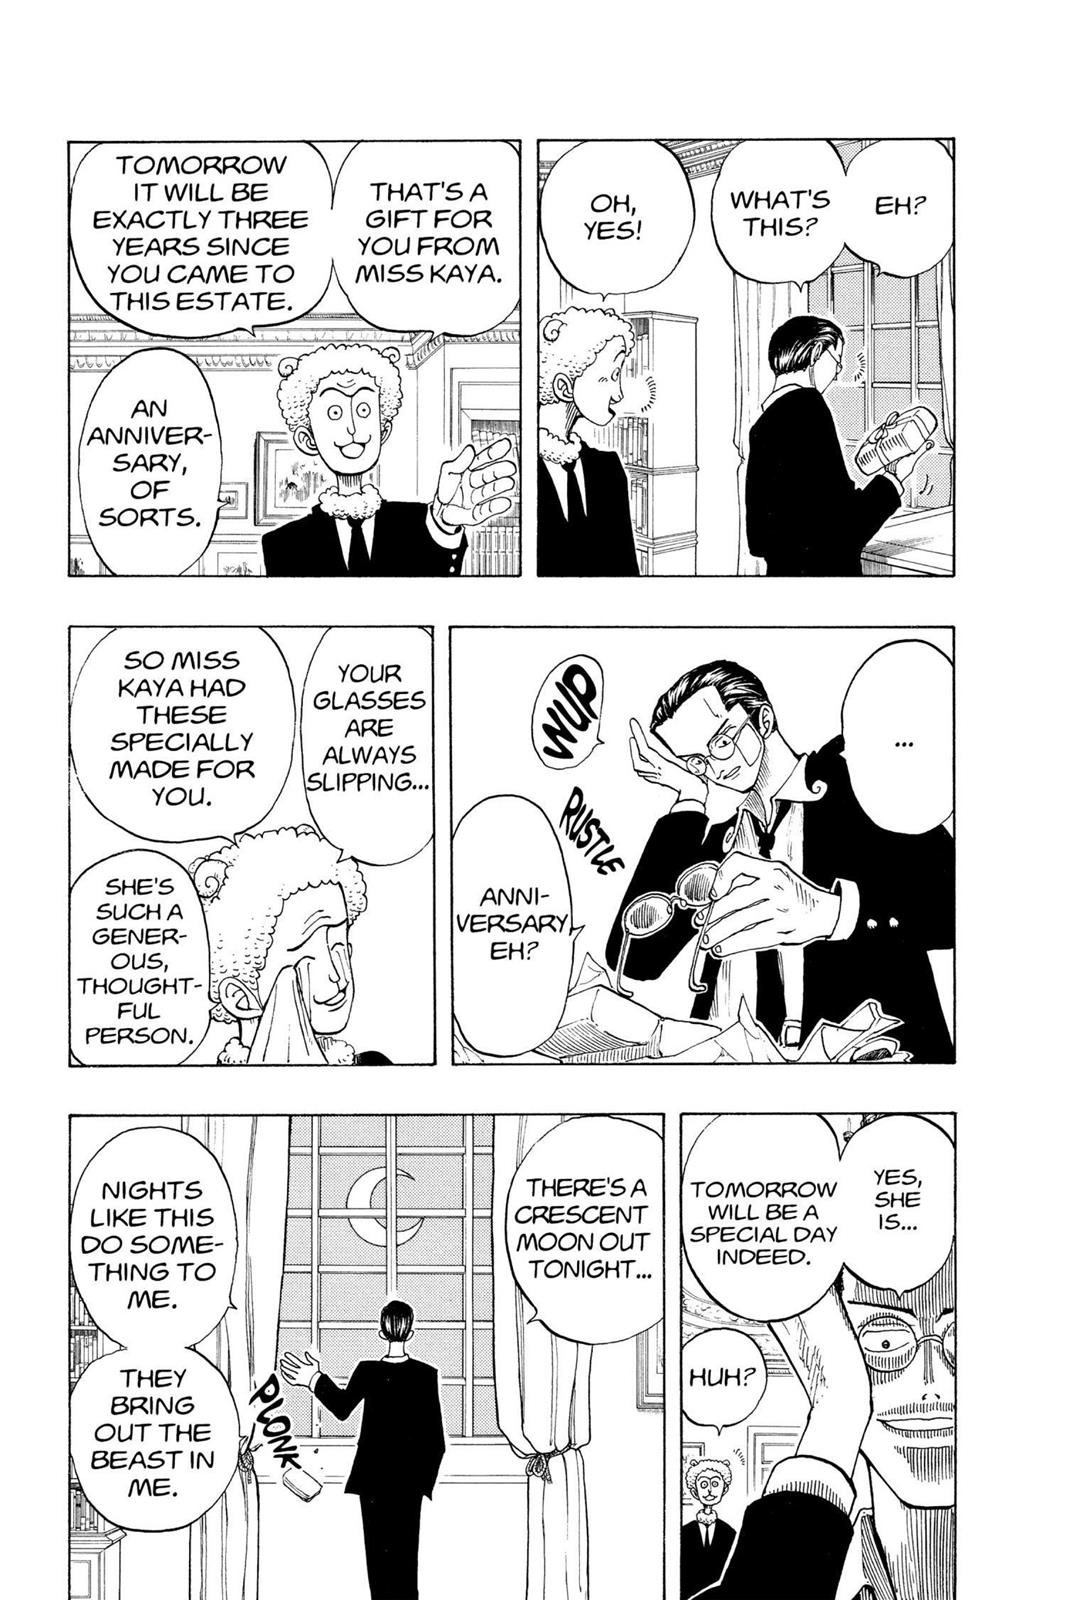 EH?
WHAT'S
THIS?
OH,
YES!
THAT'S A
GIFT FOR
YOU FROM
MISS KAYA.
TOMORROW
IT WILL BE
EXACTLY THREE
YEARS SINCE
YOU CAME TO
THIS ESTATE.
AN
ANNIVER-
SARY,
OF
SORTS.
...
WUP
RUSTLE
ANNI-
VERSARY,
EH?
YOUR
GLASSES
ARE
ALWAYS
SLIPPING...
SO MISS
KAYA HAD
THESE
SPECIALLY
MADE FOR
YOU.
SHE'S
SUCH A
GENER-
OUS,
THOUGHT-
FUL
PERSON.
YES,
SHE
IS...
TOMORROW
WILL BE A
SPECIAL DAY
INDEED.
HUH?
THERE'S A
CRESCENT
MOON OUT
TONIGHT...
NIGHTS
LIKE THIS
DO SOME-
THING TO
ME.
THEY
BRING
OUT THE
BEAST IN
ME.
PLONK